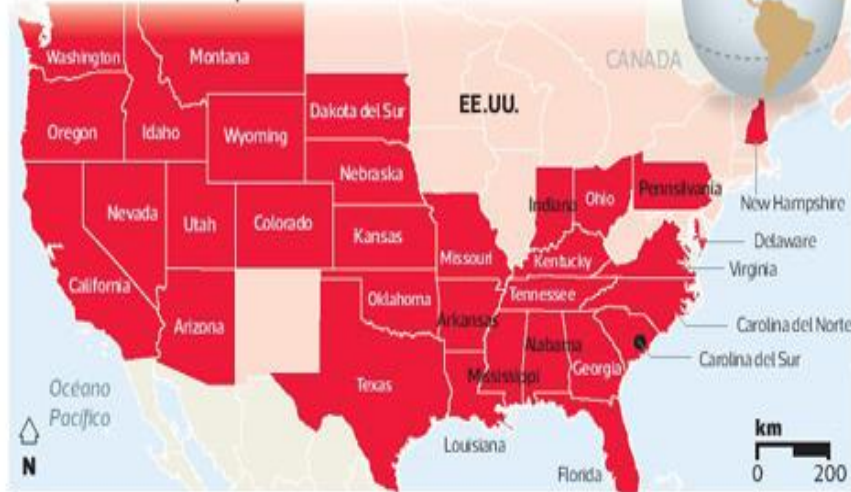 CANADA
Washington
Montana
Dakota del Sur
EE.UU.
Oregon
Idaho
Wyoming
Nebraska
Indiana
Ohio
Pennsilvania
New Hampshire
Nevada
Utah
Colorado
Kansas
Missouri
Kentucky
Delaware
Virginia
California
Arizona
Oklahoma
Tennessee
Arkansas
Alabama
Carolina del Norte
Carolina del Sur
Georgia
Mississippi
Texas
Océano
Pacífico
N
Louisiana
Florida
km
0 200